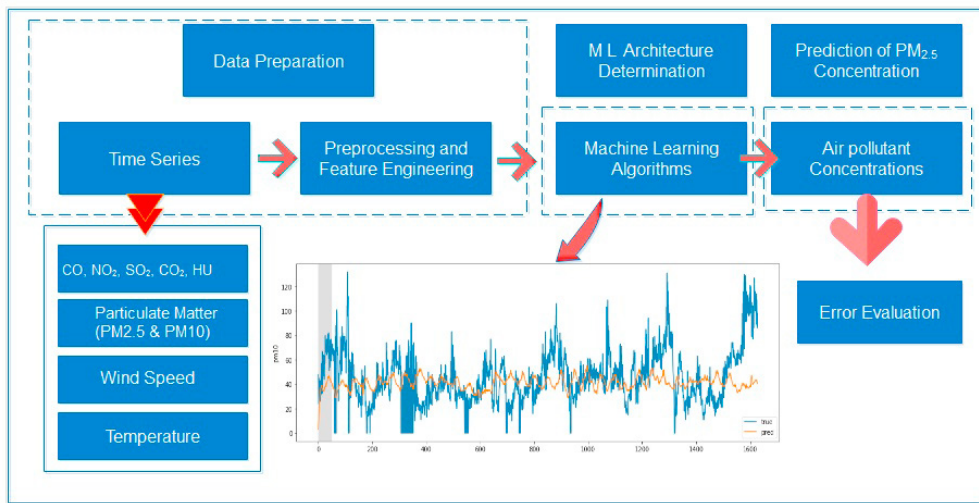 Data Preparation
M L Architecture
Determination
Prediction of PM₂.₅
Concentration
Time Series
Preprocessing and
Feature Engineering
Machine Learning
Algorithms
Air pollutant
Concentrations
CO, NO₂, SO₂, CO₂, HU
Particulate Matter
(PM2.5 & PM10)
Wind Speed
Temperature
pm10
120
100
80
60
40
20
0
0 200 400 600 800 1000 1200 1400 1600
true
pred
Error Evaluation